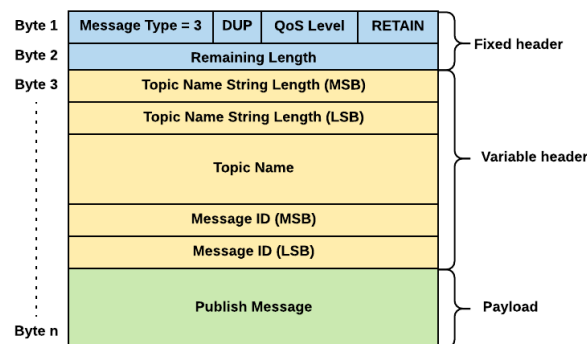 Byte 1 Message Type = 3 DUP QoS Level RETAIN
Fixed header
Byte 2 Remaining Length
Byte 3 Topic Name String Length (MSB)
Topic Name String Length (LSB)
Variable header
Topic Name
Message ID (MSB)
Message ID (LSB)
Publish Message
Payload
Byte n